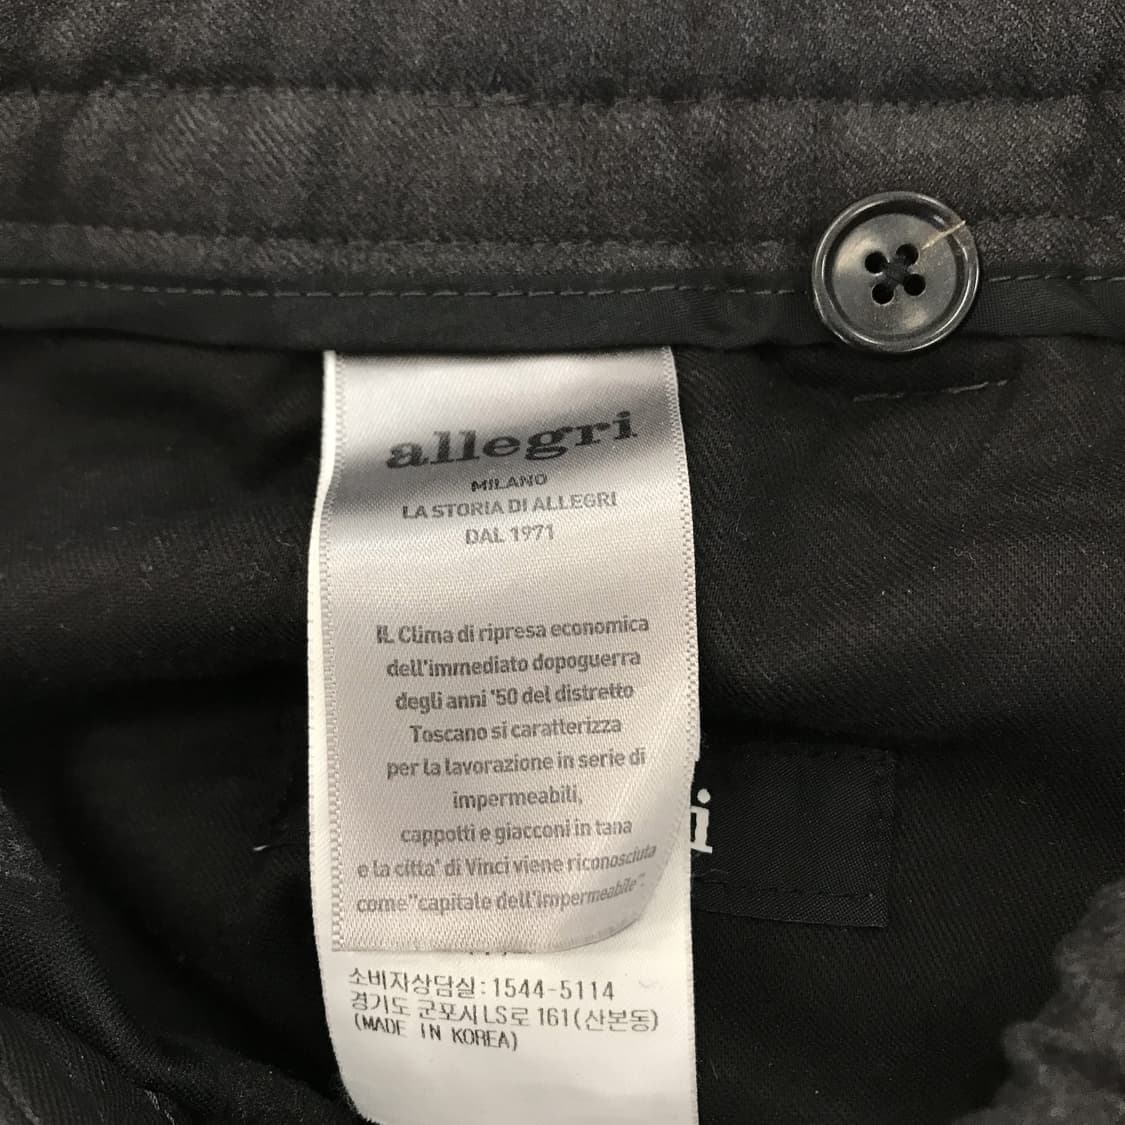 allegri
MILANO
LA STORIA DI ALLEGRI
DAL 1971
IL Clima di ripresa economica
dell'immediato dopoguerra
degli anni '50 del distretto
Toscano si caratterizza
per la lavorazione in serie di
impermeabili,
cappotti e giacconi in tana
e la citta' di Vinci viene riconosciuta
come"capitale dell'Impermeabile".
i
소비자상담실:1544-5114
경기도 군포시 LS로 161(산본동)
(MADE IN KOREA)